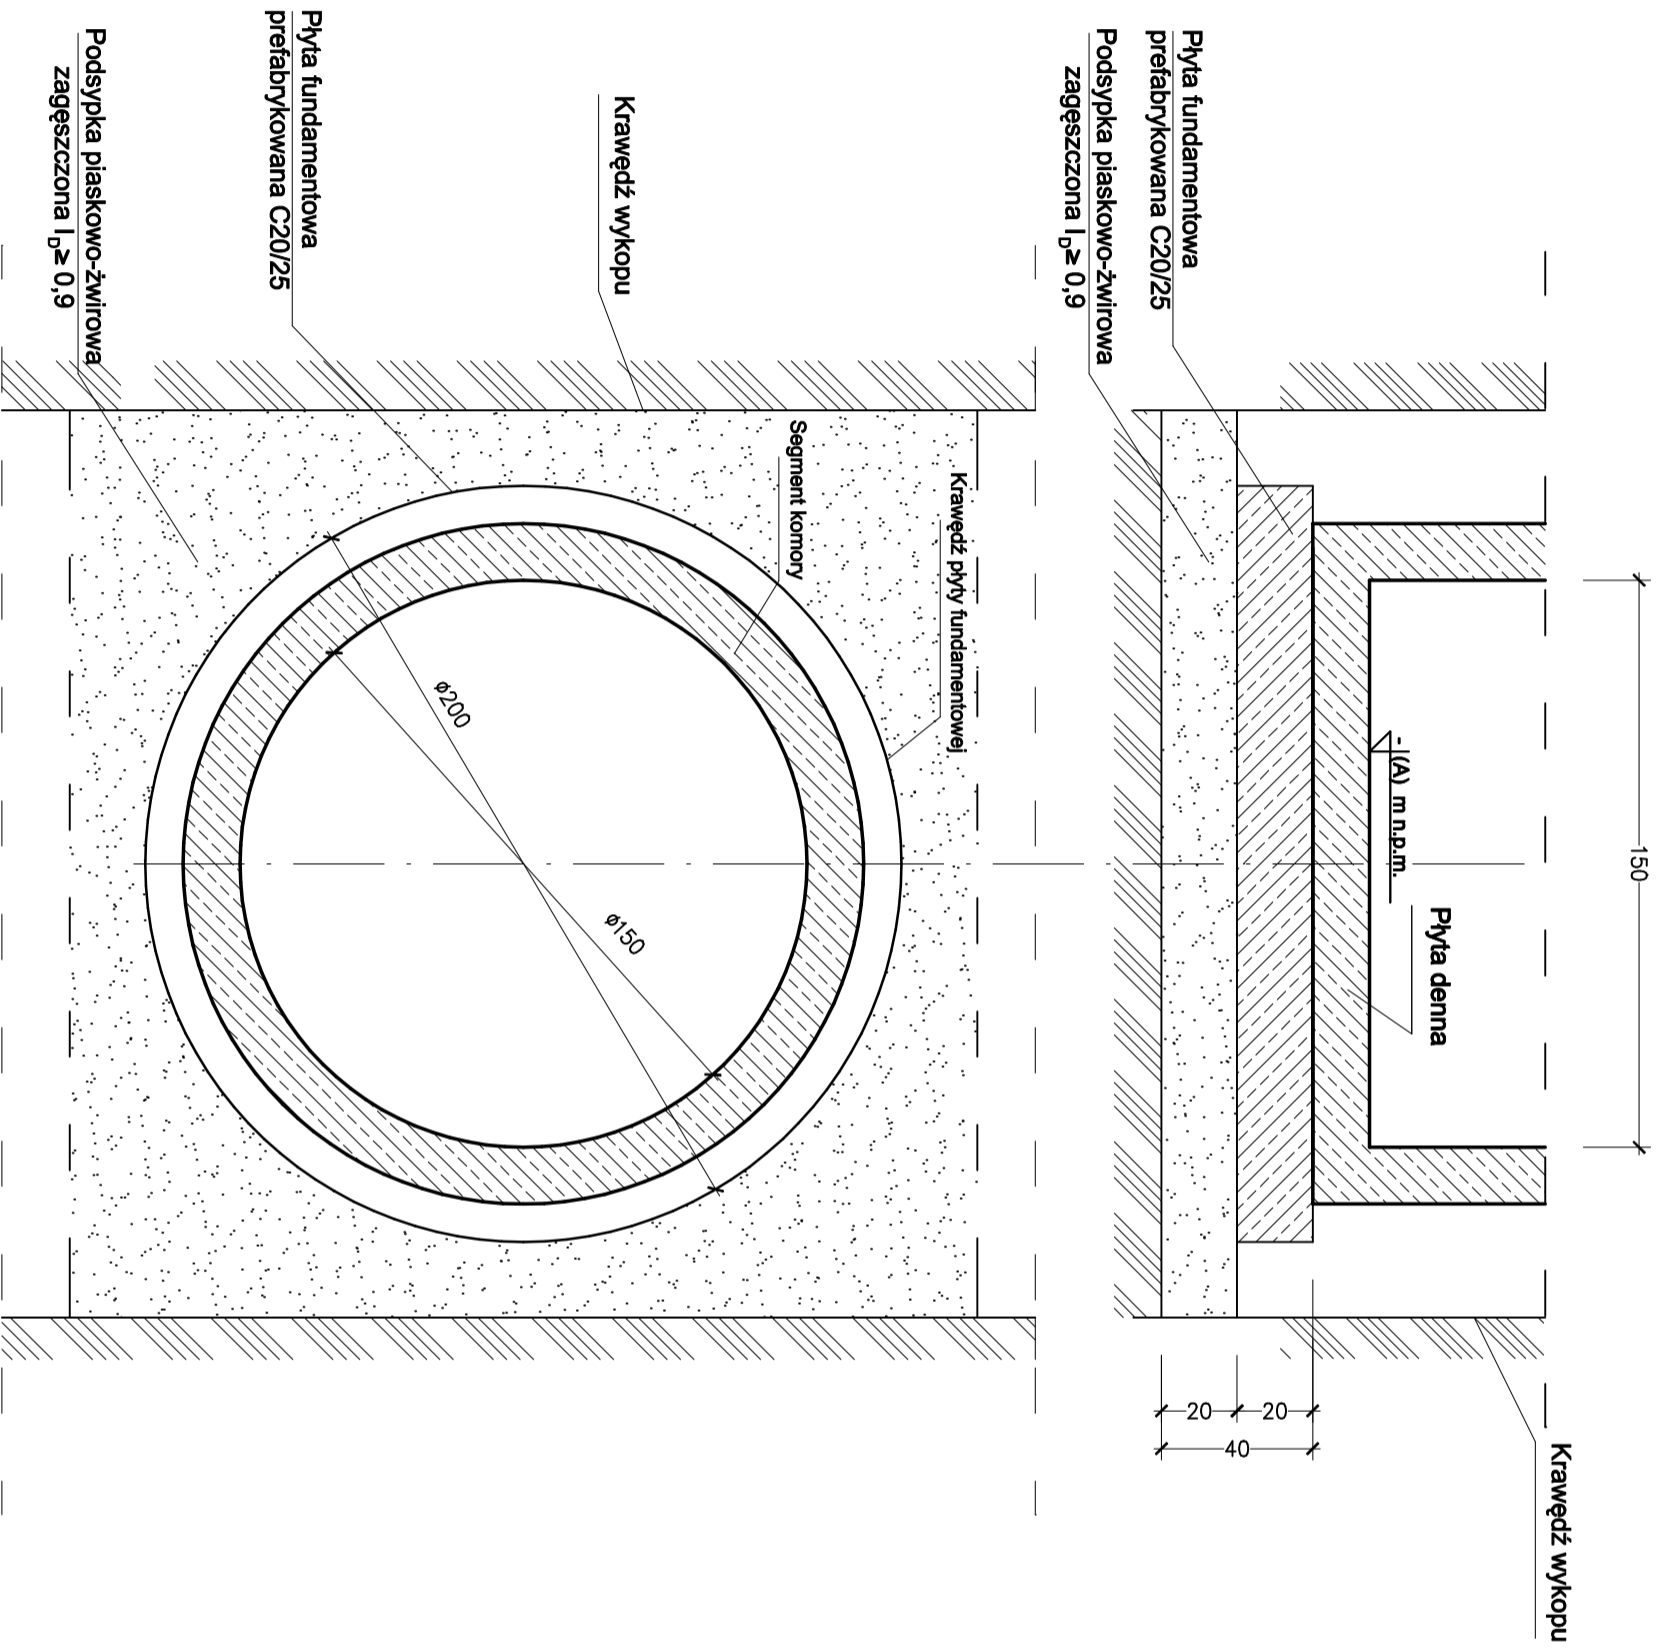 150
Krawędź wykopu
Płyta denna
-(A) m n.p.m.
Płyta fundamentowa
prefabrykowana C20/25
Podsypka piaskowo-żwirowa
zagęszczona I_D≥ 0,9
20
20
40
Krawędź płyty fundamentowej
Segment komory
Krawędź wykopu
ø200
ø150
Płyta fundamentowa
prefabrykowana C20/25
Podsypka piaskowo-żwirowa
zagęszczona I_D≥ 0,9